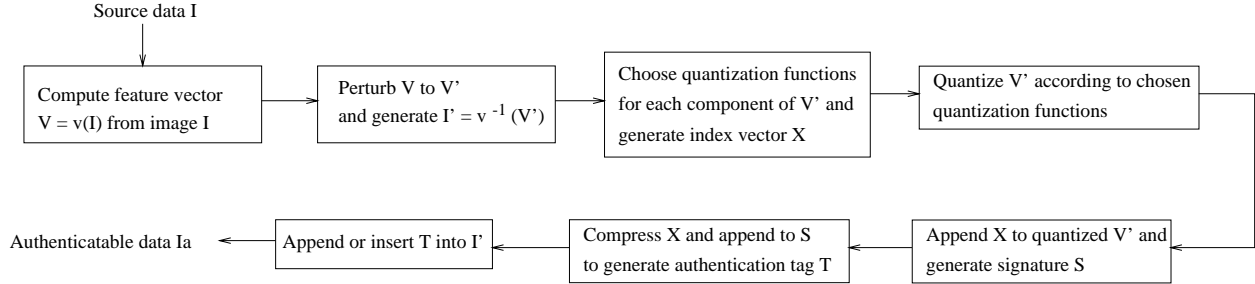 Source data I
Compute feature vector
V = v(I) from image I
Perturb V to V’
and generate I’ = v -1 (V’)
Choose quantization functions
for each component of V’ and
generate index vector X
Quantize V’ according to chosen
quantization functions
Append X to quantized V’ and
generate signature S
Compress X and append to S
to generate authentication tag T
Append or insert T into I’
Authenticatable data Ia